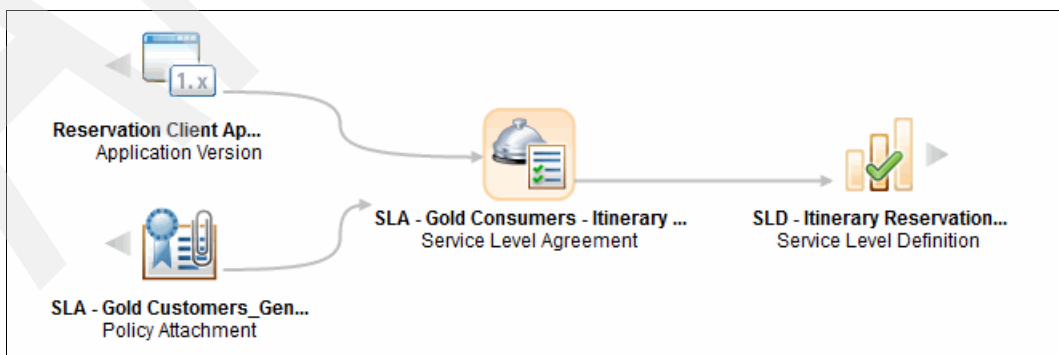 1.x
Reservation Client Ap...
Application Version
SLA - Gold Consumers - Itinerary ...
Service Level Agreement
SLD - Itinerary Reservation...
Service Level Definition
SLA - Gold Customers_Gen...
Policy Attachment